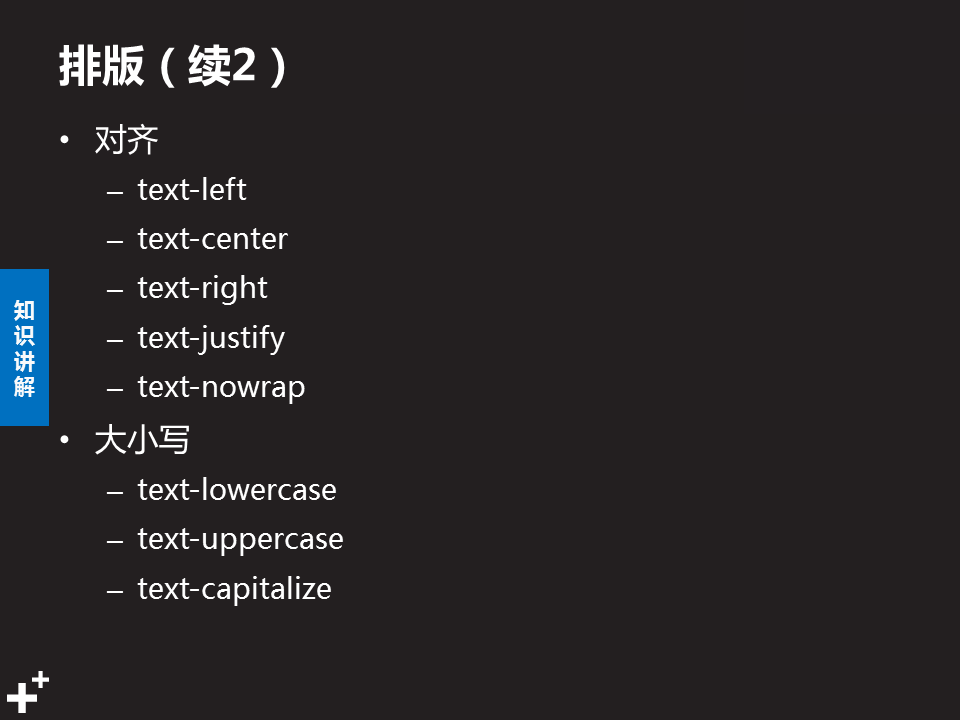 排版（续2）
• 对齐
– text-left
– text-center
– text-right
– text-justify
– text-nowrap
• 大小写
– text-lowercase
– text-uppercase
– text-capitalize
知识讲解